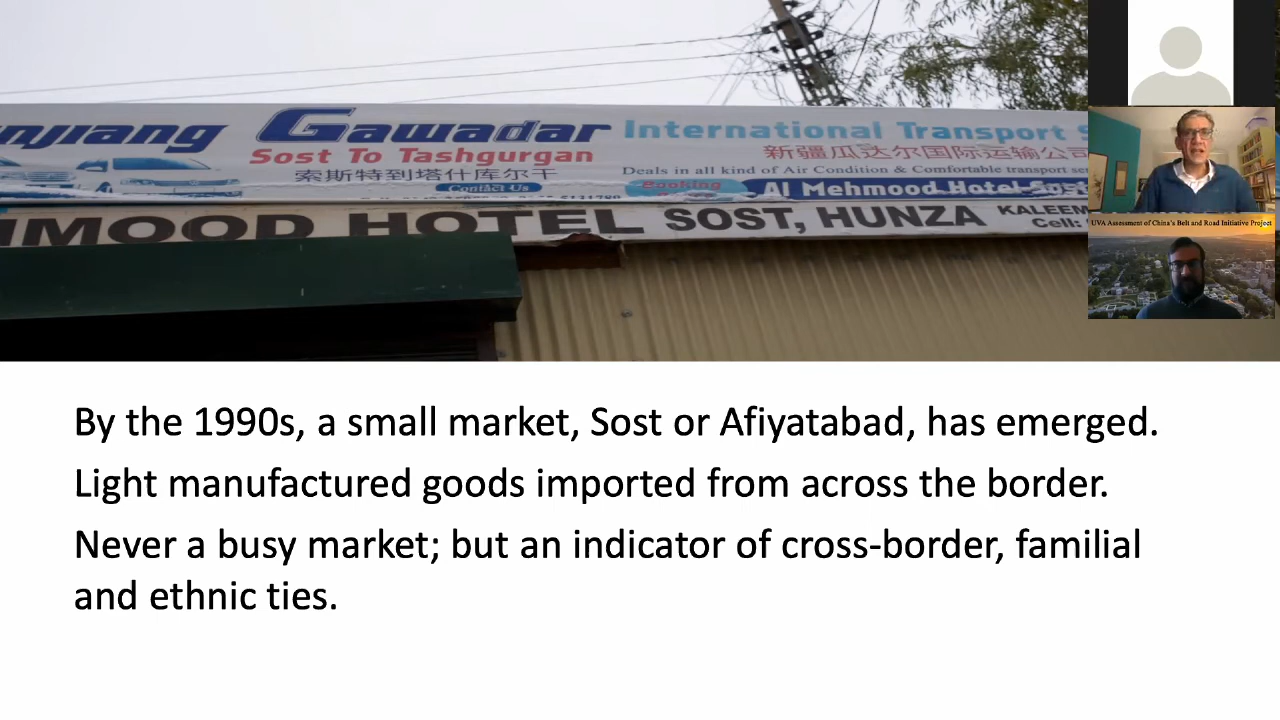 njiang Gawadar International Transport S
Sost To Tashgurgan
新疆瓜达尔国际运输公司
索斯特到塔什库尔干
Deals in all kind of Air Condition & Comfortable transport ser
Contact Us
Booking
Al Mehmood Hotel Sost
MOOD HOTEL SOST, HUNZA
KALEEM
Cell:
UVA Assessment of China's Belt and Road Initiative Project
By the 1990s, a small market, Sost or Afiyatabad, has emerged.
Light manufactured goods imported from across the border.
Never a busy market; but an indicator of cross-border, familial
and ethnic ties.